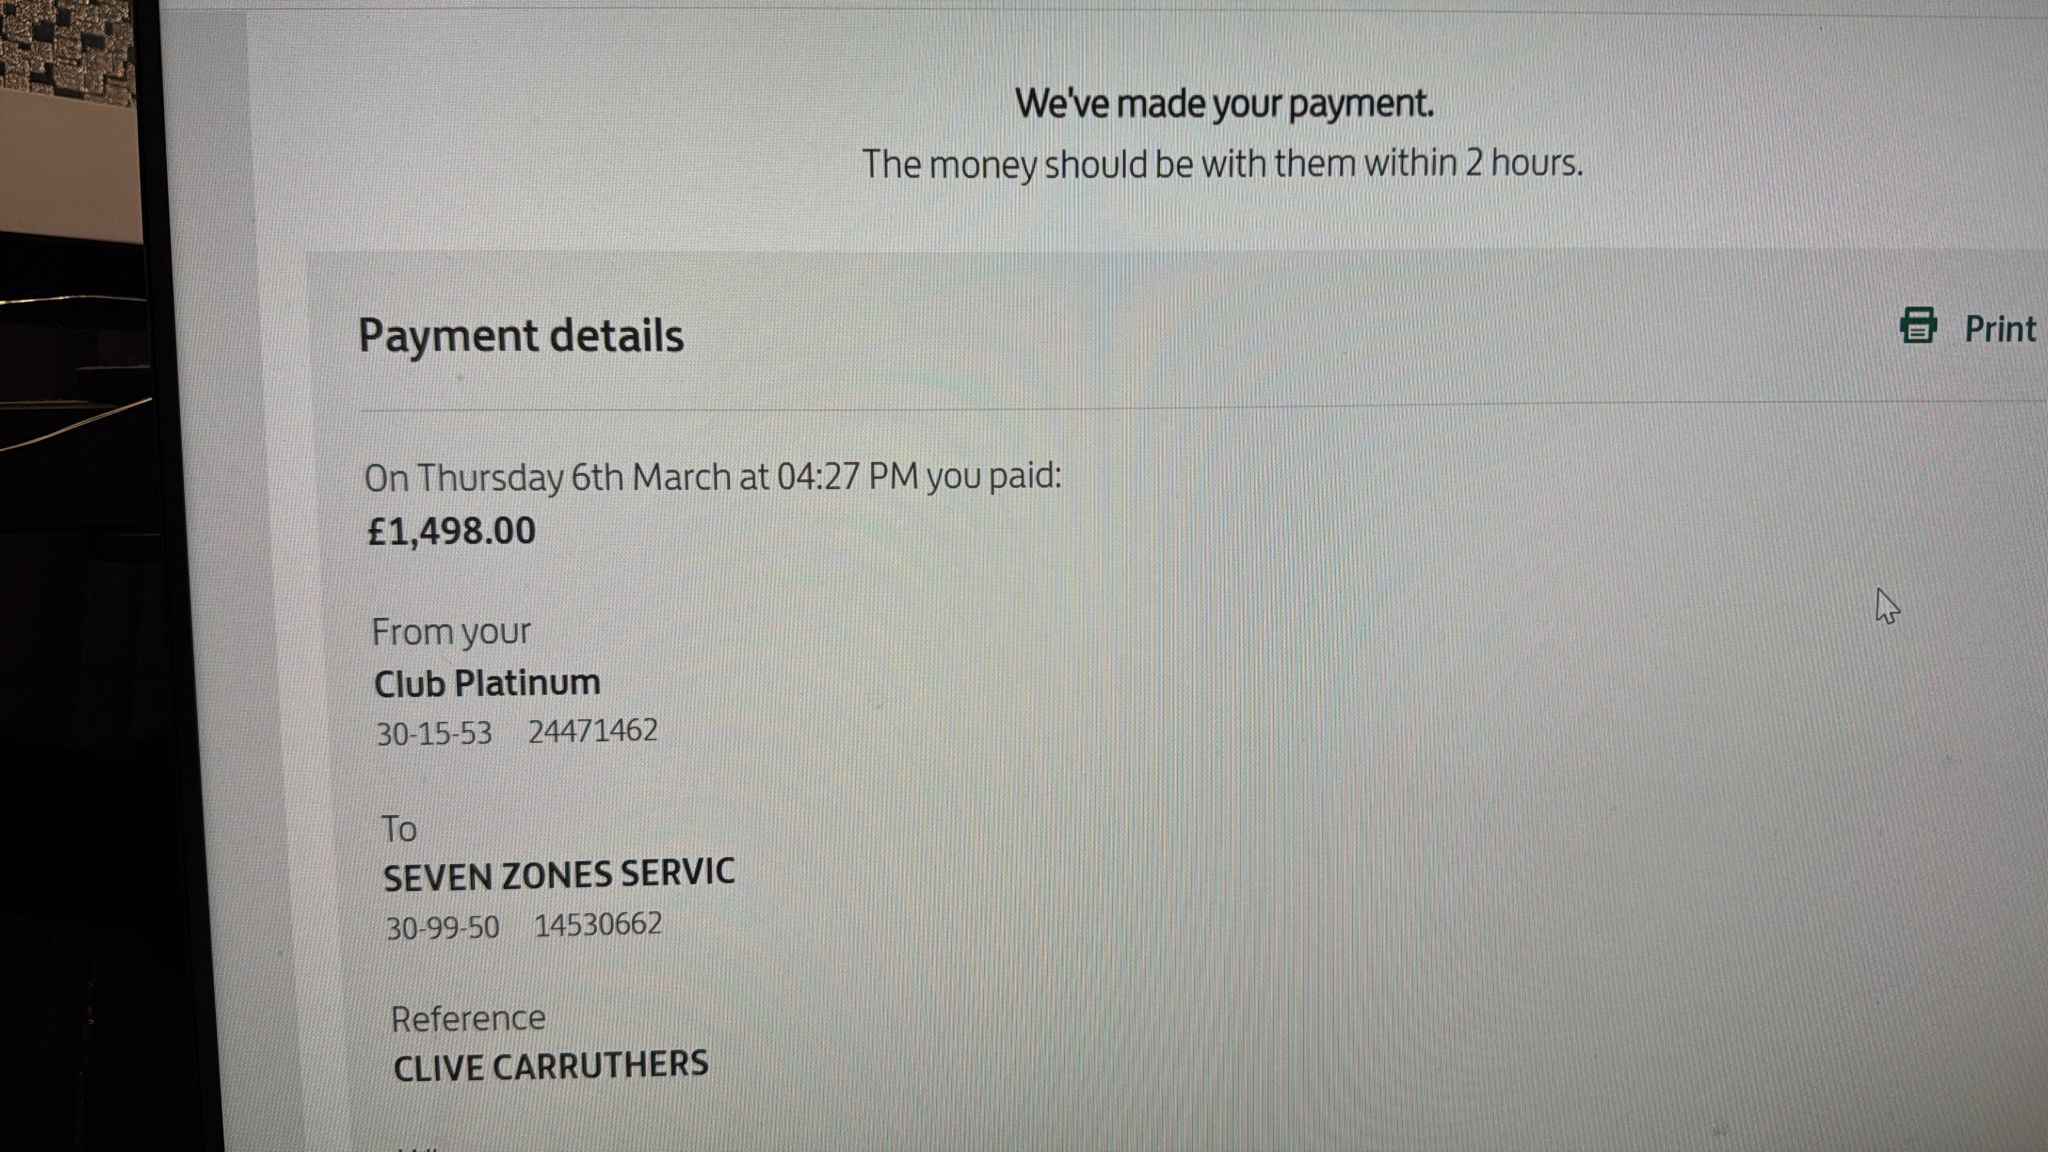 We've made your payment.
The money should be with them within 2 hours.
Payment details
Print
On Thursday 6th March at 04:27 PM you paid:
£1,498.00
From your
Club Platinum
30-15-53 24471462
To
SEVEN ZONES SERVIC
30-99-50 14530662
Reference
CLIVE CARRUTHERS